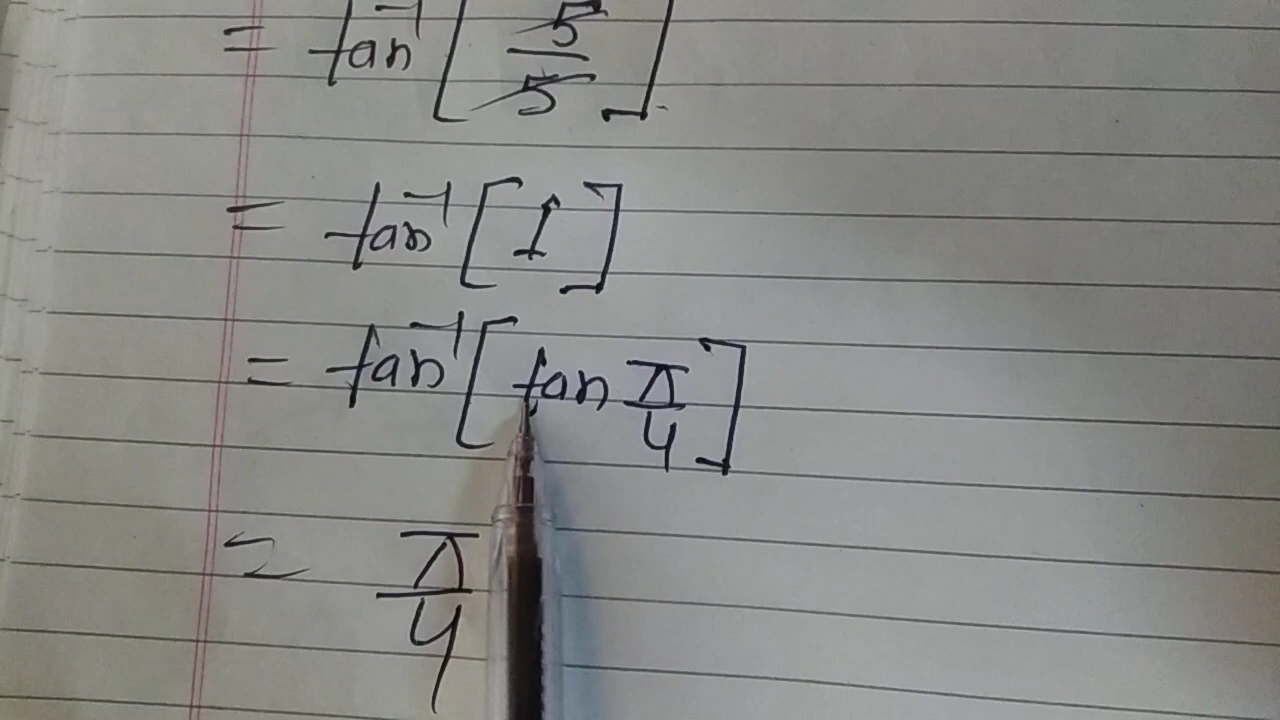 = tan⁻¹ [ 5/5 ]
= tan⁻¹ [ 1 ]
= tan⁻¹ [ tan π/4 ]
= π/4